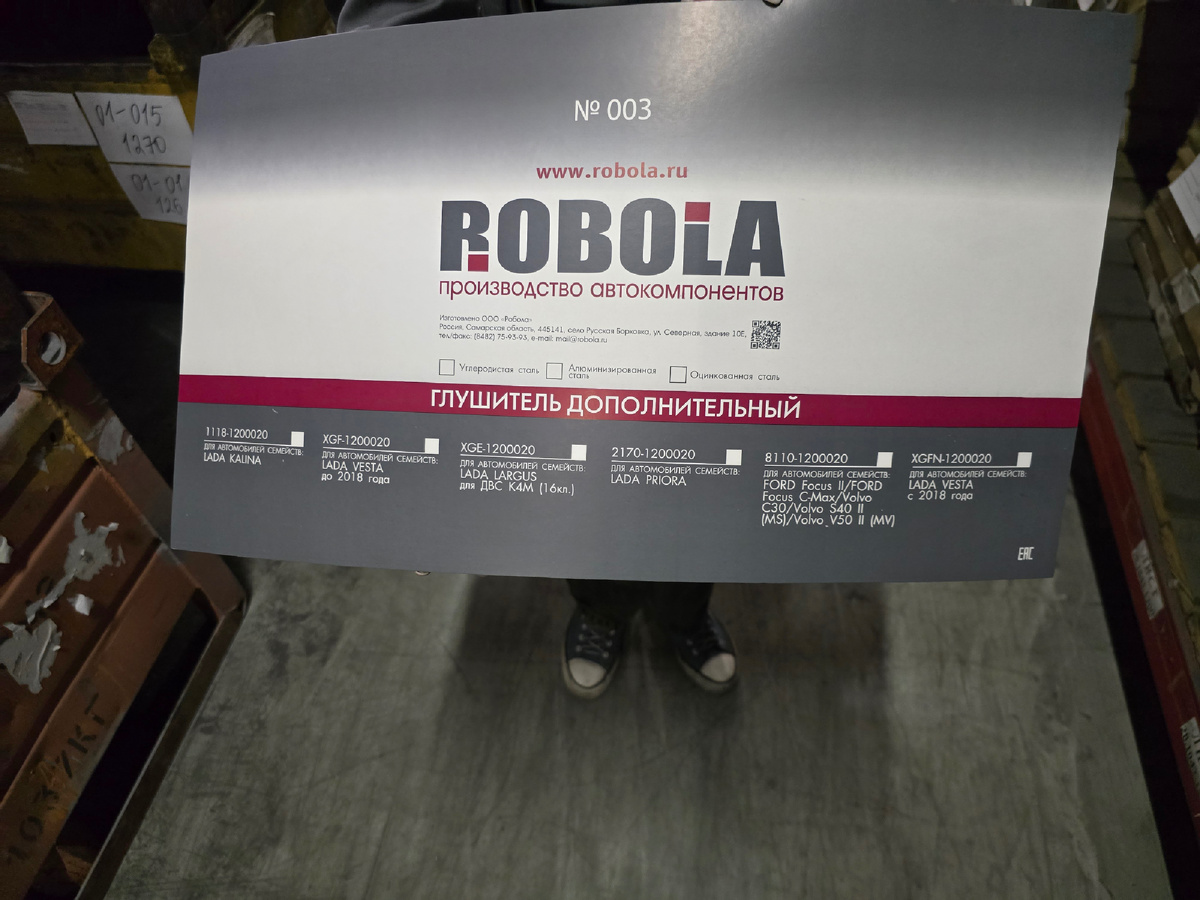 № 003
www.robola.ru
ROBOLA
производство автокомпонентов
Изготовлено ООО «Робола»
Россия, Самарская область, 445141, село Русская Борковка, ул. Северная, здание 10Е,
тел/факс: (8482) 75-93-93, e-mail: mail@robola.ru
Углеродистая сталь
Алюминизированная
сталь
Оцинкованная сталь
ГЛУШИТЕЛЬ ДОПОЛНИТЕЛЬНЫЙ
1118-1200020
ДЛЯ АВТОМОБИЛЕЙ СЕМЕЙСТВ:
LADA KALINA
XGF-1200020
ДЛЯ АВТОМОБИЛЕЙ СЕМЕЙСТВ:
LADA VESTA
до 2018 года
XGE-1200020
ДЛЯ АВТОМОБИЛЕЙ СЕМЕЙСТВ:
LADA LARGUS
для ДВС K4M (16кл.)
2170-1200020
ДЛЯ АВТОМОБИЛЕЙ СЕМЕЙСТВ:
LADA PRIORA
8110-1200020
ДЛЯ АВТОМОБИЛЕЙ СЕМЕЙСТВ:
FORD Focus II/FORD
Focus C-Max/Volvo
C30/Volvo S40 II
(MS)/Volvo V50 II (MV)
XGFN-1200020
ДЛЯ АВТОМОБИЛЕЙ СЕМЕЙСТВ:
LADA VESTA
с 2018 года
EAC
01-015
1270
01-01
126